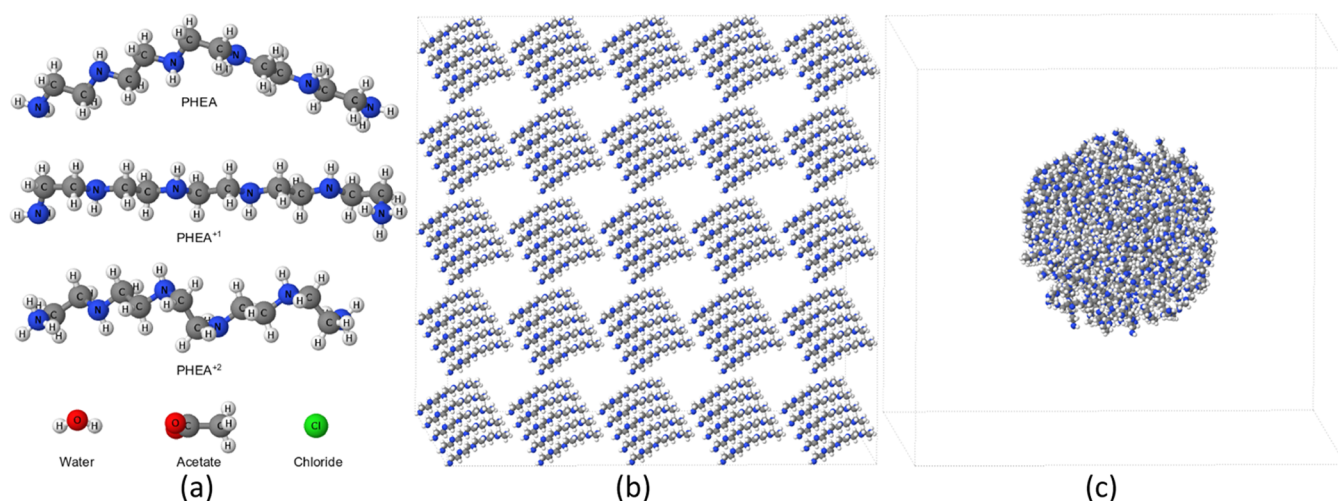 PHEA
PHEA+1
PHEA+2
Water
Acetate
Chloride
(a)
(b)
(c)